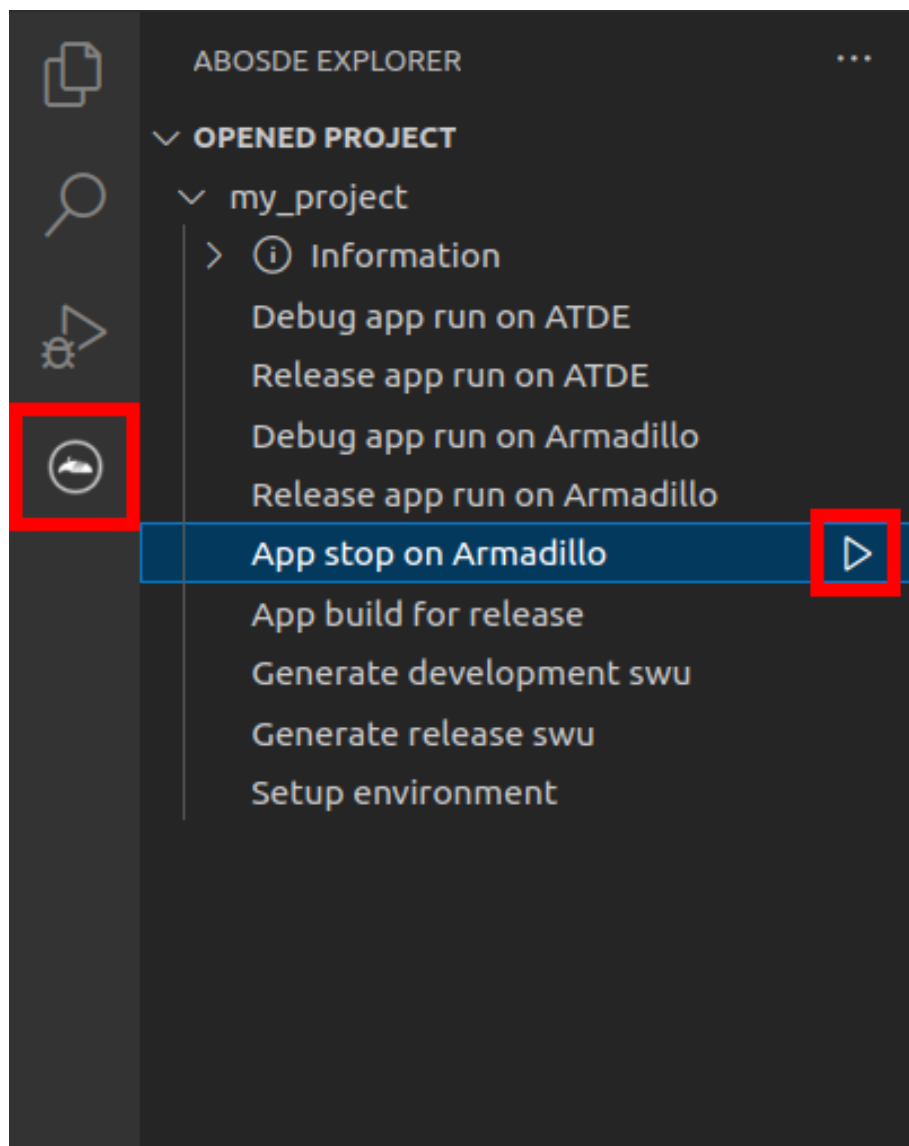 ABOSDE EXPLORER
OPENED PROJECT
my_project
Information
Debug app run on ATDE
Release app run on ATDE
Debug app run on Armadillo
Release app run on Armadillo
App stop on Armadillo
App build for release
Generate development swu
Generate release swu
Setup environment